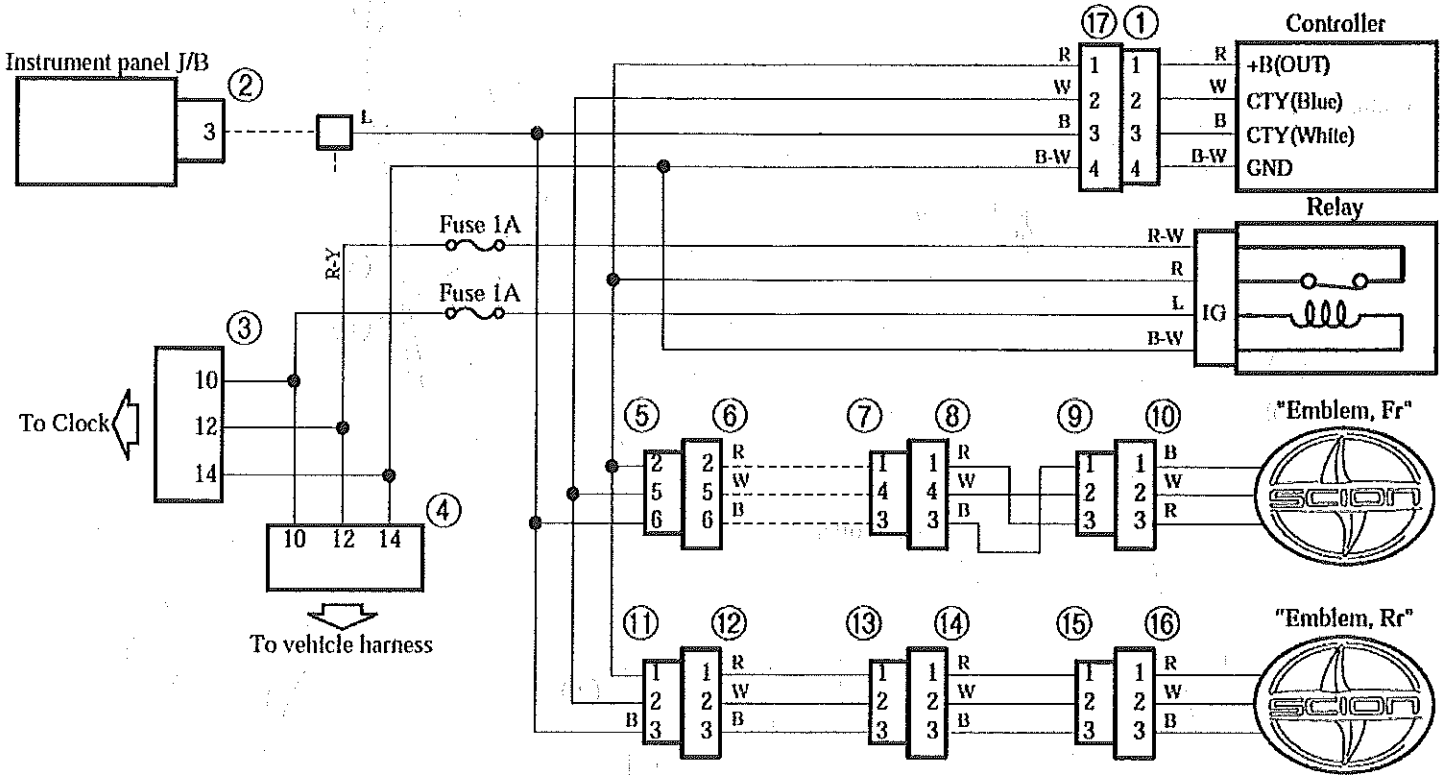 ⑰ ① Controller
Instrument panel J/B
②
3
L
R 1 1 R +B(OUT)
W 2 2 W CTY(Blue)
B 3 3 B CTY(White)
B-W 4 4 B-W GND
Relay
Fuse 1A
R-Y
R-W
R
Fuse 1A
L
IG
B-W
③
10
To Clock
12
14
④
10 12 14
To vehicle harness
⑤ ⑥ ⑦ ⑧ ⑨ ⑩ "Emblem, Fr"
2 2 R 1 1 R 1 1 B
5 5 W 4 4 W 2 2 W
6 6 B 3 3 B 3 3 R
SCION
⑪ ⑫ ⑬ ⑭ ⑮ ⑯ "Emblem, Rr"
1 1 R 1 1 R 1 1 R
2 2 W 2 2 W 2 2 W
B 3 3 B 3 3 B 3 3 B
SCION